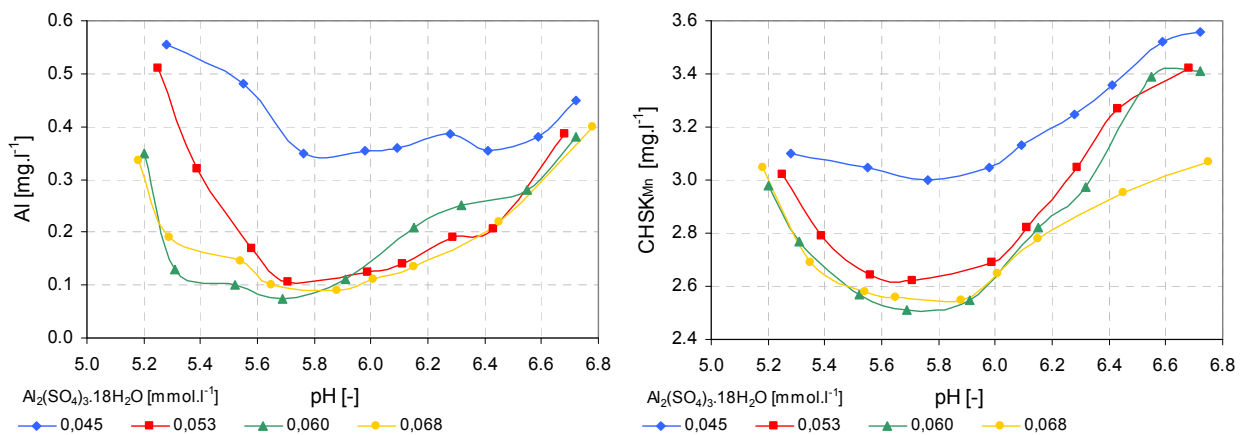 Al [mg.l⁻¹]
0.6
0.5
0.4
0.3
0.2
0.1
0.0
5.0 5.2 5.4 5.6 5.8 6.0 6.2 6.4 6.6 6.8
Al₂(SO₄)₃.18H₂O [mmol.l⁻¹]
pH [-]
0,045 0,053 0,060 0,068
CHSKMn [mg.l⁻¹]
3.6
3.4
3.2
3.0
2.8
2.6
2.4
5.0 5.2 5.4 5.6 5.8 6.0 6.2 6.4 6.6 6.8
Al₂(SO₄)₃.18H₂O [mmol.l⁻¹]
pH [-]
0,045 0,053 0,060 0,068